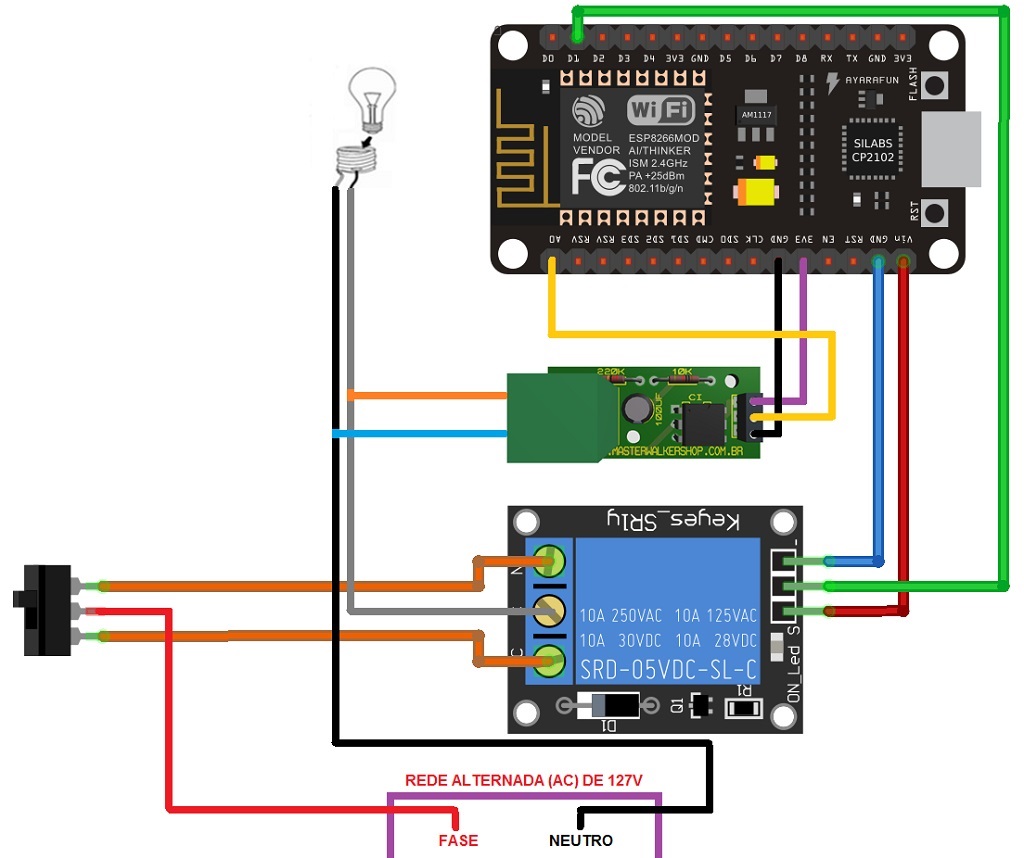 D0 D1 D2 D3 D4 3V3 GND D5 D6 D7 D8 RX TX GND 3V3
AYARAFUN
FLASH
WiFi
MODEL
VENDOR
ESP8266MOD
AI/THINKER
ISM 2.4GHz
PA +25dBm
802.11b/g/n
FC
AM1117
SILABS
CP2102
RST
A0 RSV RSV SD3 SD2 SD1 CMD SD0 CLK GND 3V3 EN RST GND Vin
220K
10K
100UF
CI
.MASTERWALKERSHOP.COM.BR
Keyes_SR1y
N
C
-
S
10A 250VAC 10A 125VAC
10A 30VDC 10A 28VDC
SRD-05VDC-SL-C
ON_Led
D1
Q1
R1
REDE ALTERNADA (AC) DE 127V
FASE
NEUTRO